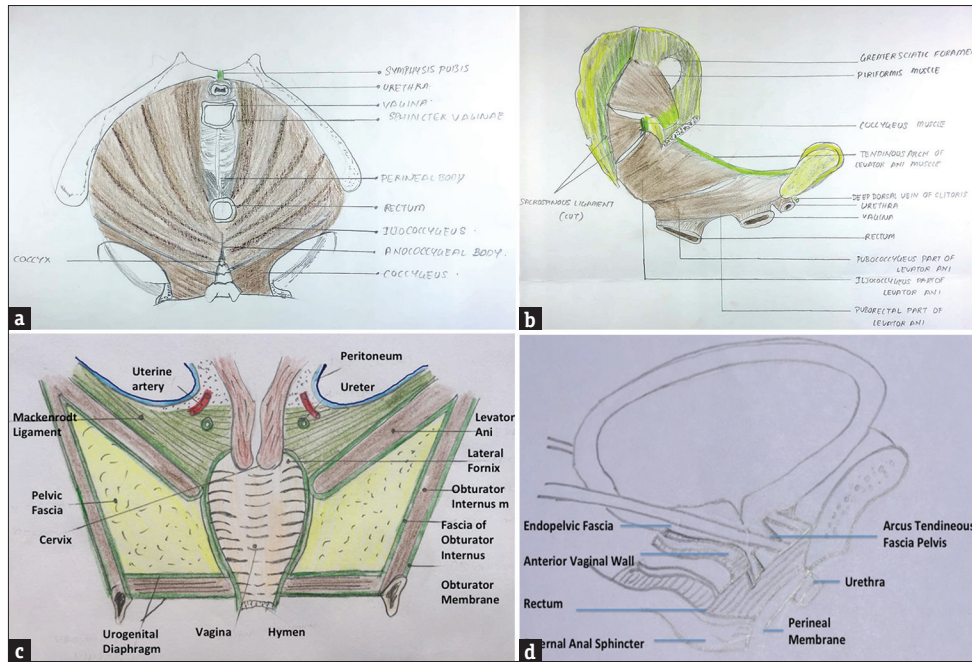 SYMPHYSIS PUBIS
URETHRA
VAGINA
SPHINCTER VAGINAE
PERINEAL BODY
RECTUM
ILIOCOCCYGEUS
ANOCOCCYGEAL BODY
COCCYX
COCCYGEUS
a
GREATER SCIATIC FORAME
PIRIFORMIS MUSCLE
COCCYGEUS MUSCLE
TENDINOUS ARCH OF
LEVATOR ANI MUSCLE
SACROSPINOUS LIGAMENT
(CUT)
DEEP DORSAL VEIN OF CLITORIS
URETHRA
VAGINA
RECTUM
PUBOCOCCYGEUS PART OF
LEVATOR ANI
ILIOCOCCYGEUS PART OF
LEVATOR ANI
PUBORECTAL PART OF
LEVATOR ANI
b
Uterine
artery
Peritoneum
Ureter
Mackenrodt
Ligament
Levator
Ani
Lateral
Fornix
Pelvic
Fascia
Obturator
Internus m
Cervix
Fascia of
Obturator
Internus
Obturator
Membrane
Urogenital
Diaphragm
Vagina
Hymen
c
Endopelvic Fascia
Arcus Tendineous
Fascia Pelvis
Anterior Vaginal Wall
Urethra
Rectum
Perineal
Membrane
ernal Anal Sphincter
d